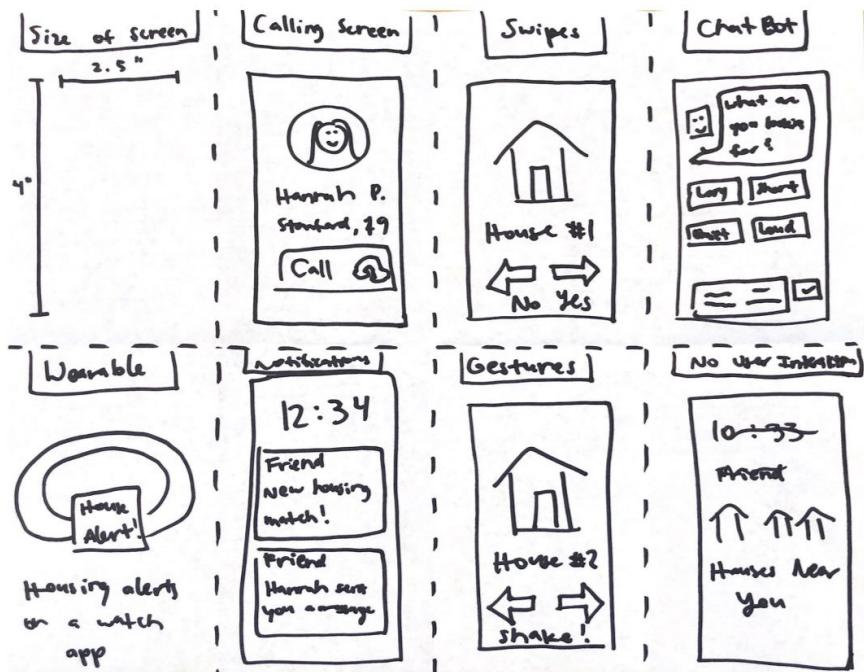 Size of Screen
2.5"
4"
Calling Screen
Hannah P.
Stanford, 19
Call
Swipes
House #1
No Yes
Chat Bot
What are
you looking
for?
Long Short
Quiet Loud
Wearable
House
Alert!
Housing alerts
on a watch
app
Notifications
12:34
Friend
New housing
match!
Friend
Hannah sent
you a message
Gestures
House #2
shake!
No User Interaction
10:33
Friend
Houses Near
You